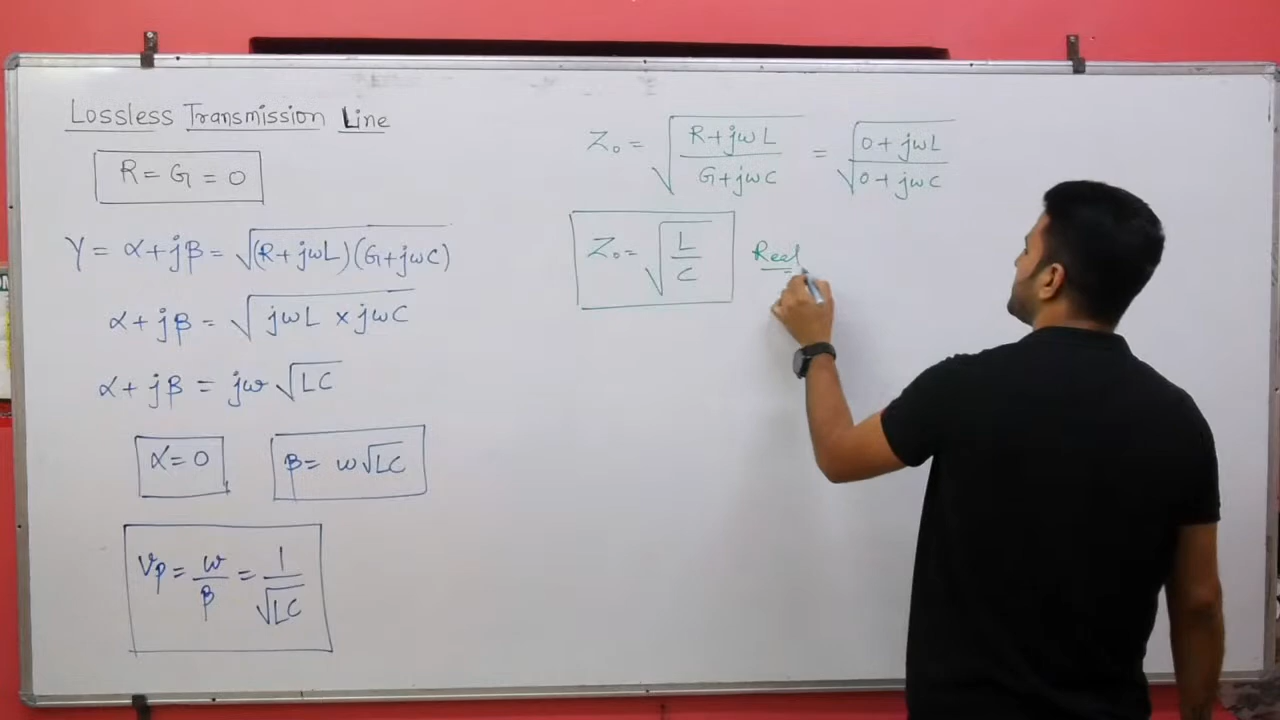 Lossless Transmission Line
R = G = 0
γ = α+jβ = √(R+jωL)(G+jωC)
α+jβ = √jωL × jωC
α+jβ = jω √LC
α=0 β= ω√LC
Vp = ω/β = 1/√LC
Z₀ = √(R+jωL)/(G+jωC) = √(0+jωL)/(0+jωC)
Z₀ = √L/C Real